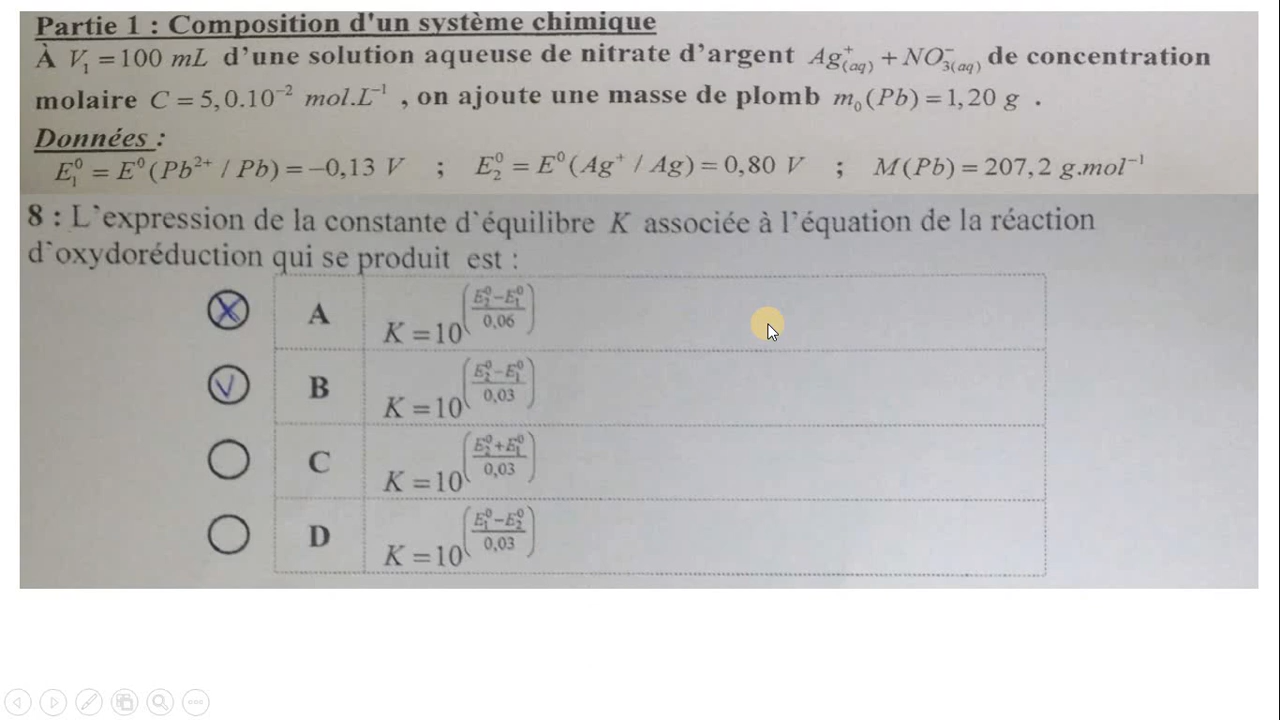 Partie 1 : Composition d'un système chimique
À V₁ = 100 mL d'une solution aqueuse de nitrate d'argent Ag⁺(aq) + NO₃⁻(aq) de concentration
molaire C = 5,0.10⁻² mol.L⁻¹ , on ajoute une masse de plomb m₀(Pb) = 1,20 g .
Données :
E₁⁰ = E⁰(Pb²⁺ / Pb) = −0,13 V ; E₂⁰ = E⁰(Ag⁺ / Ag) = 0,80 V ; M(Pb) = 207,2 g.mol⁻¹
8 : L`expression de la constante d`équilibre K associée à l`équation de la réaction
d`oxydoréduction qui se produit est :
A K = 10^((E₂⁰−E₁⁰)/0,06)
B K = 10^((E₂⁰−E₁⁰)/0,03)
C K = 10^((E₂⁰+E₁⁰)/0,03)
D K = 10^((E₁⁰−E₂⁰)/0,03)